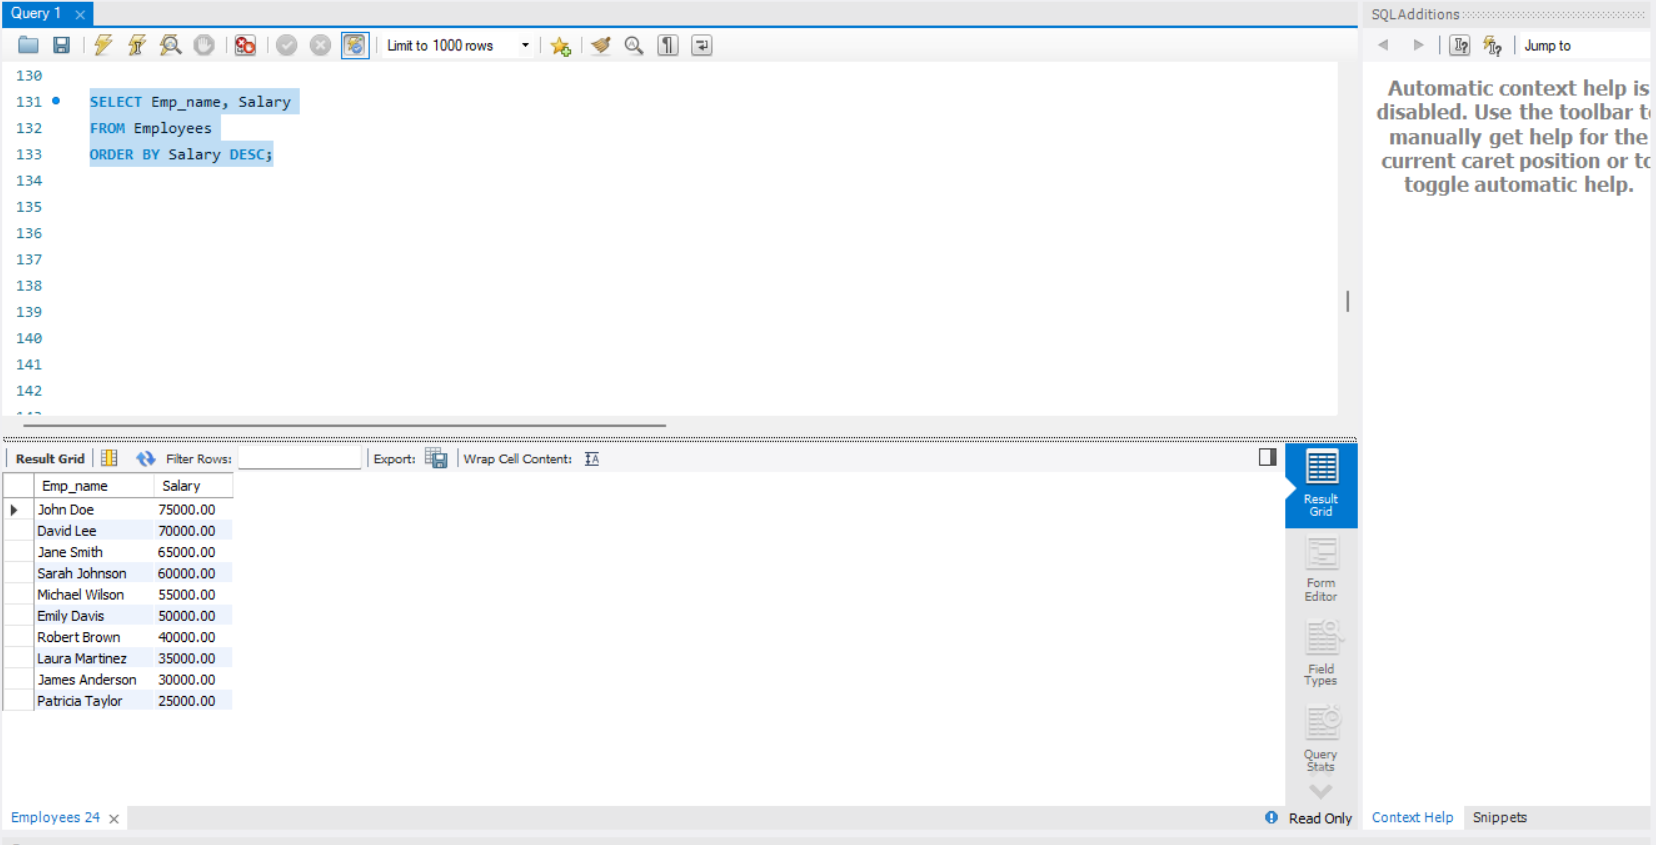 Query 1
SQLAdditions
Limit to 1000 rows
Jump to
130
131 SELECT Emp_name, Salary
132 FROM Employees
133 ORDER BY Salary DESC;
134
135
136
137
138
139
140
141
142
Automatic context help is
disabled. Use the toolbar to
manually get help for the
current caret position or to
toggle automatic help.
Result Grid Filter Rows: Export: Wrap Cell Content:
Emp_name Salary
John Doe 75000.00
David Lee 70000.00
Jane Smith 65000.00
Sarah Johnson 60000.00
Michael Wilson 55000.00
Emily Davis 50000.00
Robert Brown 40000.00
Laura Martinez 35000.00
James Anderson 30000.00
Patricia Taylor 25000.00
Result
Grid
Form
Editor
Field
Types
Query
Stats
Employees 24
Read Only
Context Help Snippets